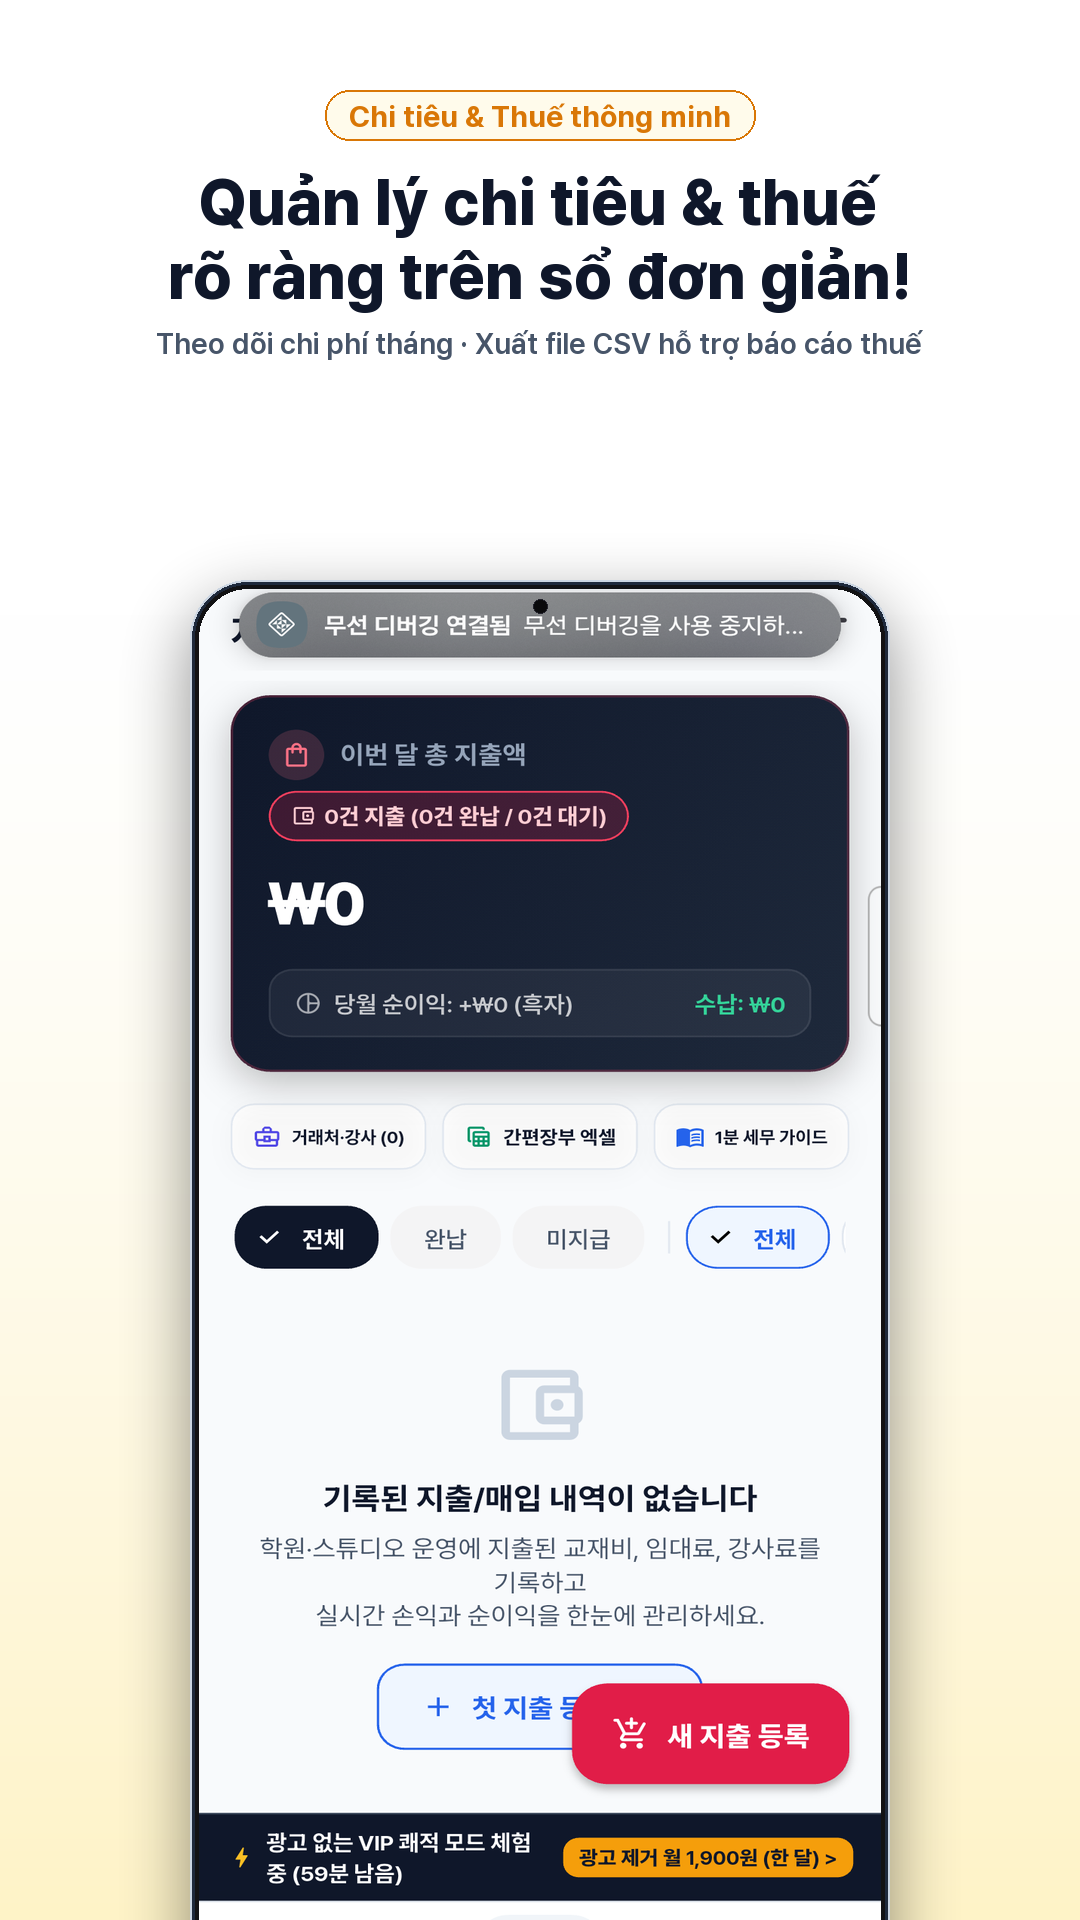 Chi tiêu & Thuế thông minh
Quản lý chi tiêu & thuế
rõ ràng trên sổ đơn giản!
Theo dõi chi phí tháng · Xuất file CSV hỗ trợ báo cáo thuế
무선 디버깅 연결됨 무선 디버깅을 사용 중지하...
이번 달 총 지출액
0건 지출 (0건 완납 / 0건 대기)
₩0
당월 순이익: +₩0 (흑자) 수납: ₩0
거래처·강사 (0) 간편장부 엑셀 1분 세무 가이드
전체 완납 미지급 전체
기록된 지출/매입 내역이 없습니다
학원·스튜디오 운영에 지출된 교재비, 임대료, 강사료를
기록하고
실시간 손익과 순이익을 한눈에 관리하세요.
첫 지출
새 지출 등록
광고 없는 VIP 쾌적 모드 체험
중 (59분 남음)
광고 제거 월 1,900원 (한 달) >